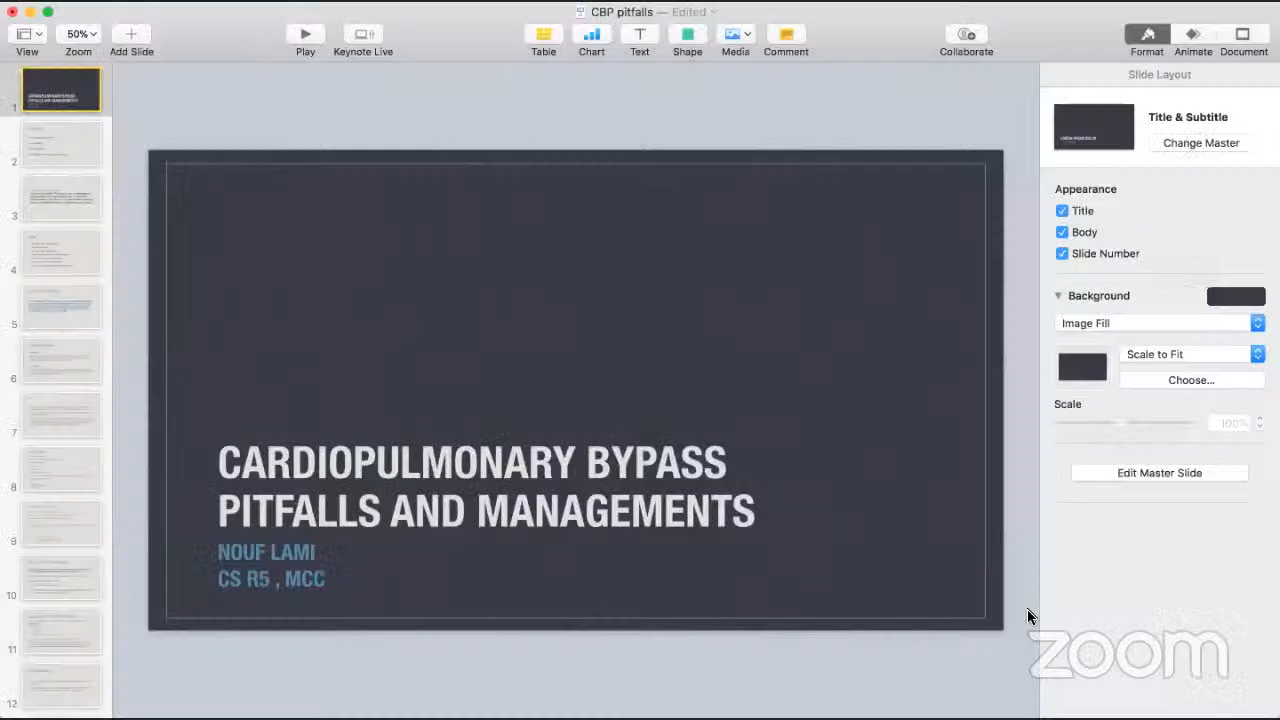 CBP pitfalls — Edited
50%
View
Zoom
Add Slide
Play
Keynote Live
Table
Chart
Text
Shape
Media
Comment
Collaborate
Format
Animate
Document
Slide Layout
Title & Subtitle
Change Master
Appearance
Title
Body
Slide Number
Background
Image Fill
Scale to Fit
Choose...
Scale
100%
Edit Master Slide
1
2
3
4
5
6
7
8
9
10
11
12
CARDIOPULMONARY BYPASS
PITFALLS AND MANAGEMENTS
NOUF LAMI
CS R5 , MCC
zoom